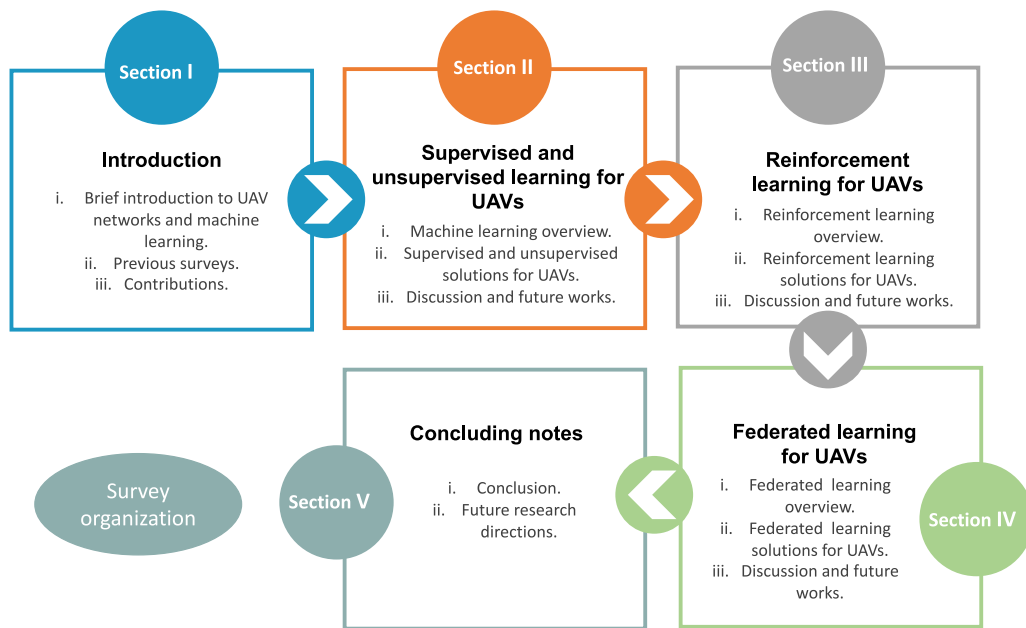 Section I
Introduction
i. Brief introduction to UAV
networks and machine
learning.
ii. Previous surveys.
iii. Contributions.
Section II
Supervised and
unsupervised learning for
UAVs
i. Machine learning overview.
ii. Supervised and unsupervised
solutions for UAVs.
iii. Discussion and future works.
Section III
Reinforcement
learning for UAVs
i. Reinforcement learning
overview.
ii. Reinforcement learning
solutions for UAVs.
iii. Discussion and future works.
Section IV
Federated learning
for UAVs
i. Federated learning
overview.
ii. Federated learning
solutions for UAVs.
iii. Discussion and future
works.
Section V
Concluding notes
i. Conclusion.
ii. Future research
directions.
Survey
organization